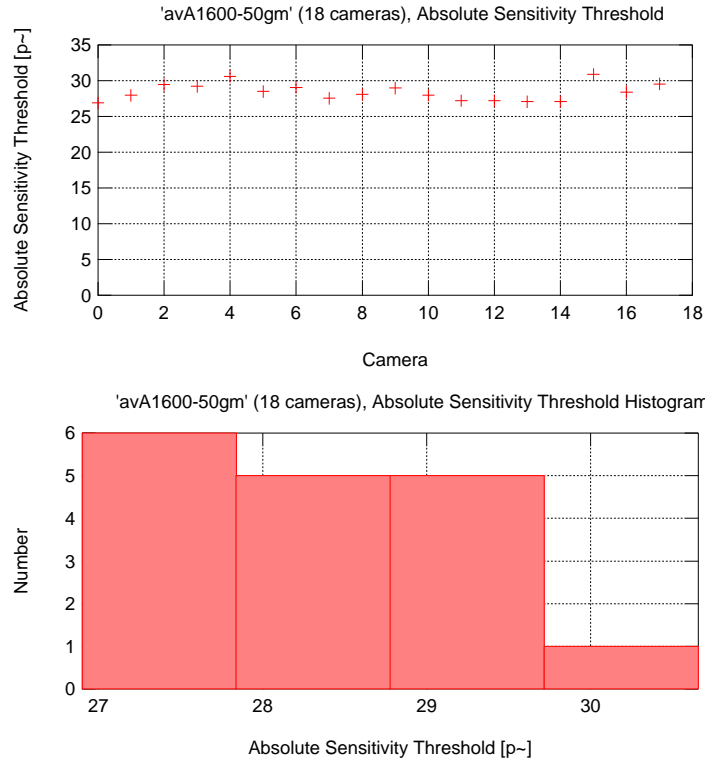 'avA1600-50gm' (18 cameras), Absolute Sensitivity Threshold
Absolute Sensitivity Threshold [p~]
35
30
25
20
15
10
5
0
0 2 4 6 8 10 12 14 16 18
Camera
'avA1600-50gm' (18 cameras), Absolute Sensitivity Threshold Histogram
Number
6
5
4
3
2
1
0
27 28 29 30
Absolute Sensitivity Threshold [p~]